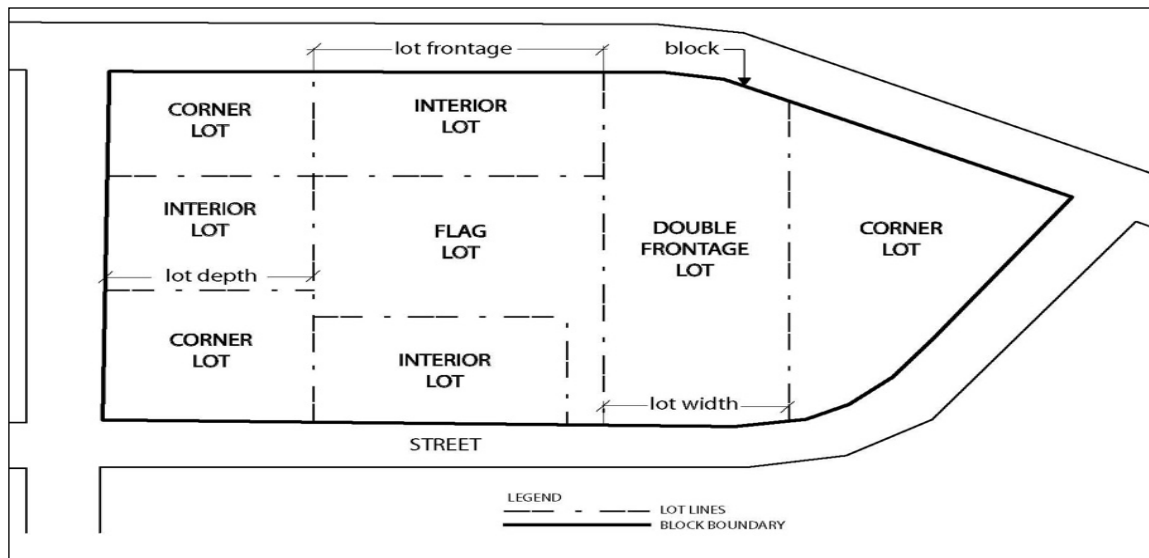 lot frontage
block
CORNER
LOT
INTERIOR
LOT
INTERIOR
LOT
FLAG
LOT
DOUBLE
FRONTAGE
LOT
CORNER
LOT
lot depth
CORNER
LOT
INTERIOR
LOT
lot width
STREET
LEGEND
LOT LINES
BLOCK BOUNDARY